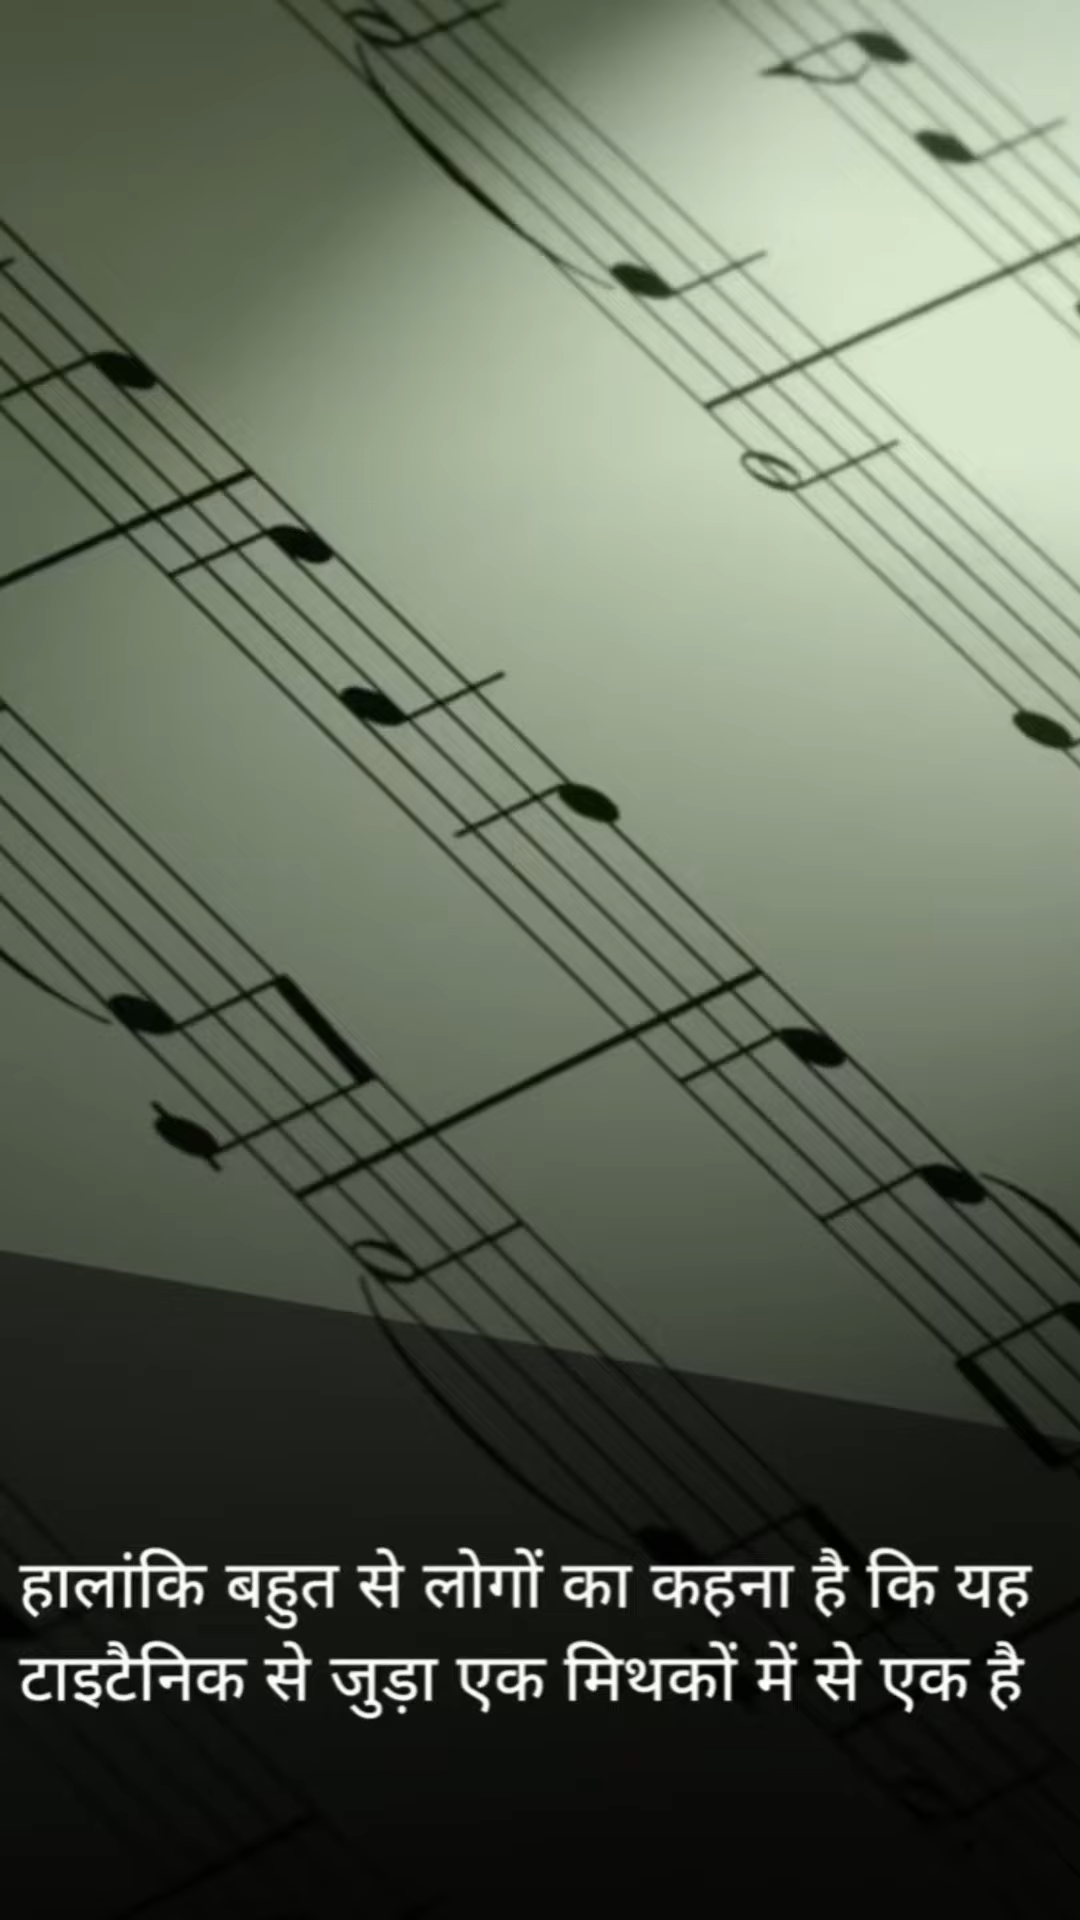 हालांकि बहुत से लोगों का कहना है कि यह
टाइटैनिक से जुड़ा एक मिथकों में से एक है